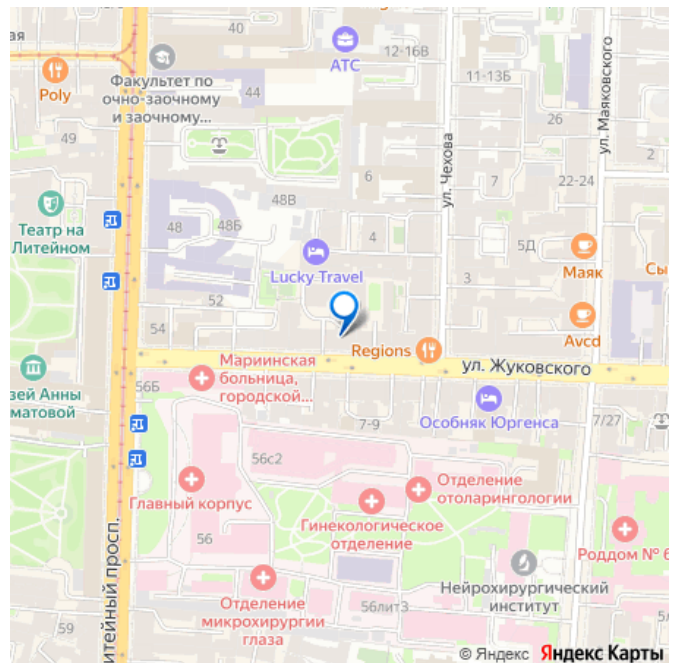 ая
40
АТС
12-16В
Факультет по
очно-заочному
и заочному...
11-13Б
Poly
44
ул. Маяковского
26
49
ул. Чехова
2
6
7
22-24
48В
Театр на
Литейном
48
48Б
4
5Д
Lucky Travel
Маяк
Сы
3
52
54
Avcd
Regions
ул. Жуковского
Мариинская
больница,
городской...
зей Анны
матовой
56Б
7-9
Особняк Юргенса
7/27
56с2
Отделение
отоларингологии
Главный корпус
Гинекологическое
отделение
56
Роддом № 6
Нейрохирургический
институт
Отделение
микрохирургии
глаза
56лит3
5л
59
итейный просп.
© Яндекс Яндекс Карты